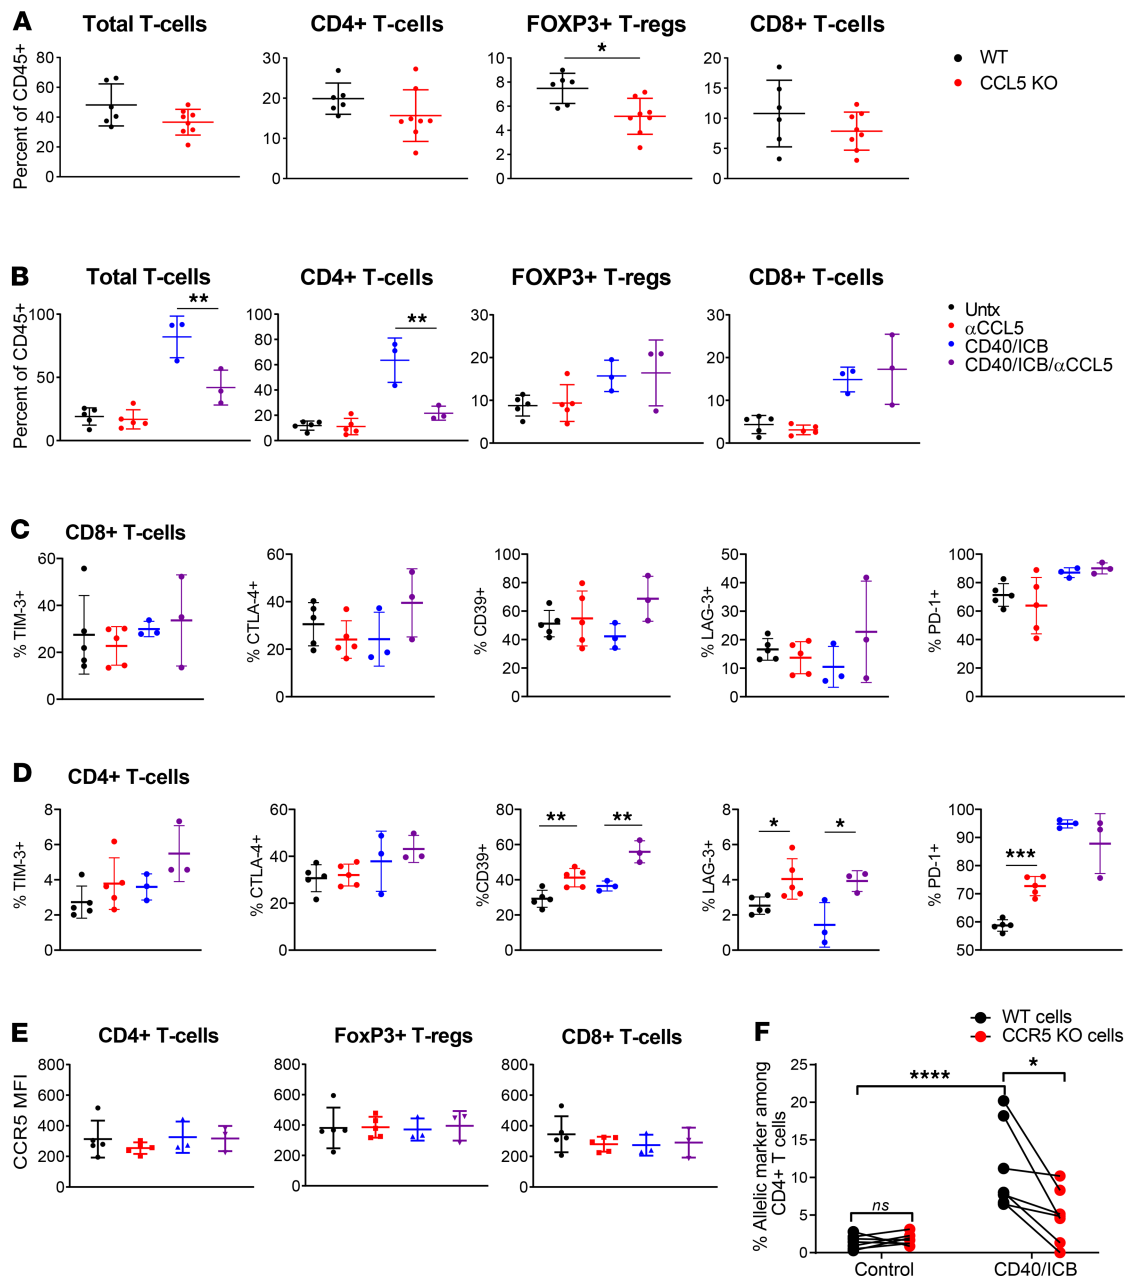 A
Total T-cells
CD4+ T-cells
FOXP3+ T-regs
CD8+ T-cells
WT
CCL5 KO
Percent of CD45+
80
60
40
20
0
30
20
10
0
10
8
6
4
2
0
*
20
15
10
5
0
B
Total T-cells
CD4+ T-cells
FOXP3+ T-regs
CD8+ T-cells
Untx
αCCL5
CD40/ICB
CD40/ICB/αCCL5
Percent of CD45+
100
50
0
**
100
80
60
40
20
0
**
30
20
10
0
30
20
10
0
C
CD8+ T-cells
% TIM-3+
60
40
20
0
% CTLA-4+
60
40
20
0
% CD39+
100
80
60
40
20
0
% LAG-3+
50
40
30
20
10
0
% PD-1+
100
80
60
40
20
0
D
CD4+ T-cells
% TIM-3+
8
6
4
2
0
% CTLA-4+
60
40
20
0
%CD39+
80
60
40
20
0
**
**
% LAG-3+
8
6
4
2
0
*
*
% PD-1+
100
90
80
70
60
50
***
E
CD4+ T-cells
FoxP3+ T-regs
CD8+ T-cells
CCR5 MFI
800
600
400
200
0
800
600
400
200
0
800
600
400
200
0
F
WT cells
CCR5 KO cells
% Allelic marker among
CD4+ T cells
25
20
15
10
5
0
****
*
ns
Control
CD40/ICB